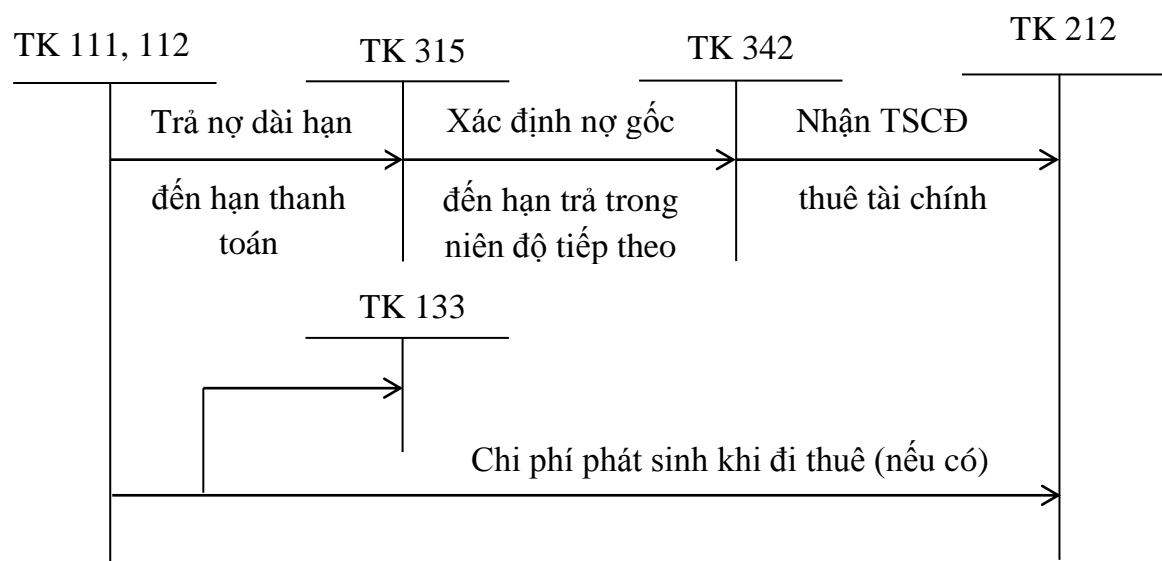 TK 111, 112
TK 315
TK 342
TK 212
Trả nợ dài hạn
đến hạn thanh
toán
Xác định nợ gốc
đến hạn trả trong
niên độ tiếp theo
Nhận TSCĐ
thuê tài chính
TK 133
Chi phí phát sinh khi đi thuê (nếu có)